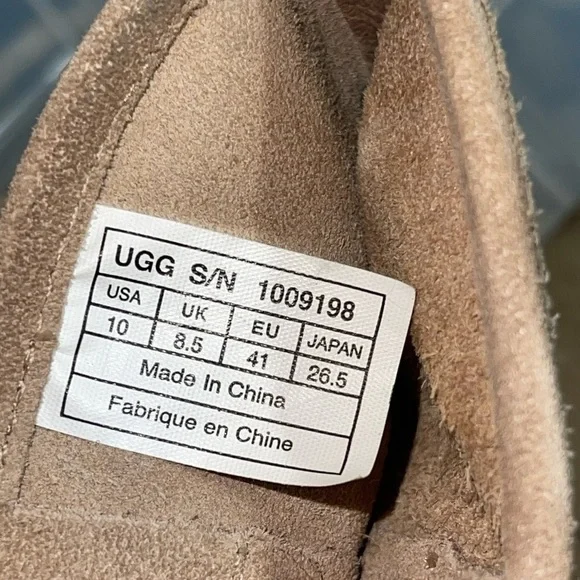 UGG S/N 1009198
USA UK EU JAPAN
10 8.5 41 26.5
Made In China
Fabrique en Chine